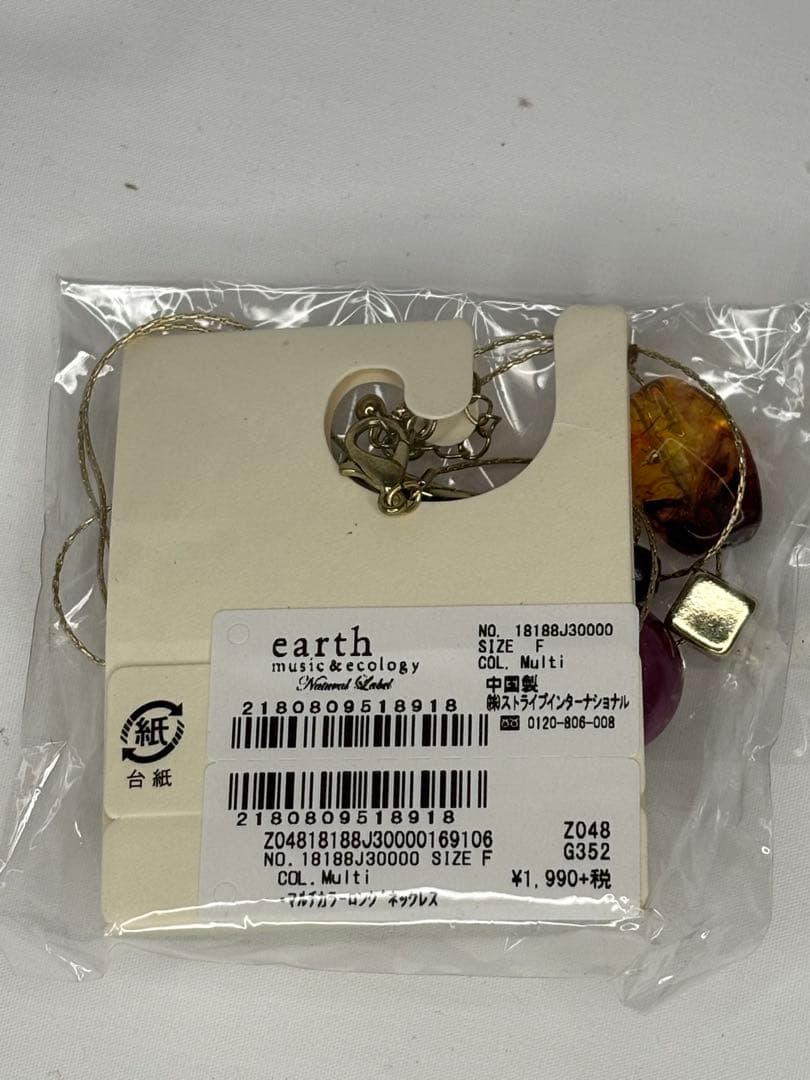 earth
music&ecology
Natural Label
NO. 18188J30000
SIZE F
COL. Multi
中国製
㈱ストライプインターナショナル
0120-806-008
2180809518918
紙
台紙
2180809518918
Z04818188J30000169106
NO.18188J30000 SIZE F
COL.Multi
Z048
G352
¥1,990+税
-マルチカラーロングネックレス